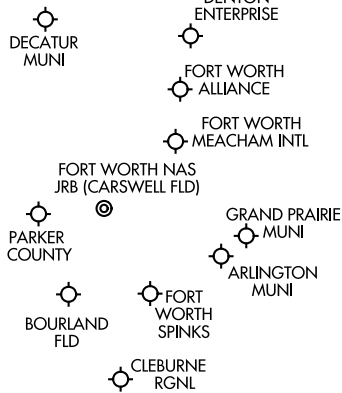 DENTON
ENTERPRISE
DECATUR
MUNI
FORT WORTH
ALLIANCE
FORT WORTH
MEACHAM INTL
FORT WORTH NAS
JRB (CARSWELL FLD)
GRAND PRAIRIE
MUNI
PARKER
COUNTY
ARLINGTON
MUNI
BOURLAND
FLD
FORT
WORTH
SPINKS
CLEBURNE
RGNL